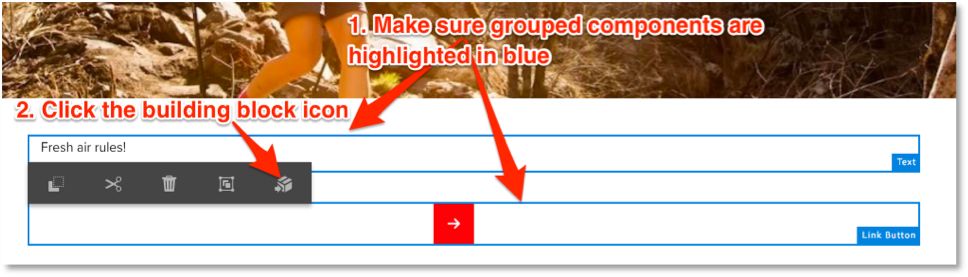 1. Make sure grouped components are
highlighted in blue
2. Click the building block icon
Fresh air rules!
Text
Link Button